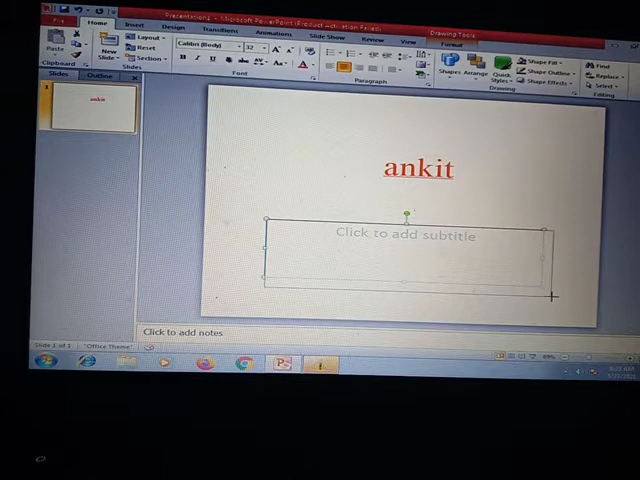 Presentation1 - Microsoft PowerPoint (Product Activation Failed)
Drawing Tools
File Home Insert Design Transitions Animations Slide Show Review View Format
Paste
New Slide
Layout
Reset
Section
Calibri (Body) 32
Shapes Arrange Quick Styles
Shape Fill
Shape Outline
Shape Effects
Find
Replace
Select
Clipboard Slides Font Paragraph Drawing Editing
Slides Outline
1
ankit
ankit
Click to add subtitle
Click to add notes
Slide 1 of 1 "Office Theme" 69%